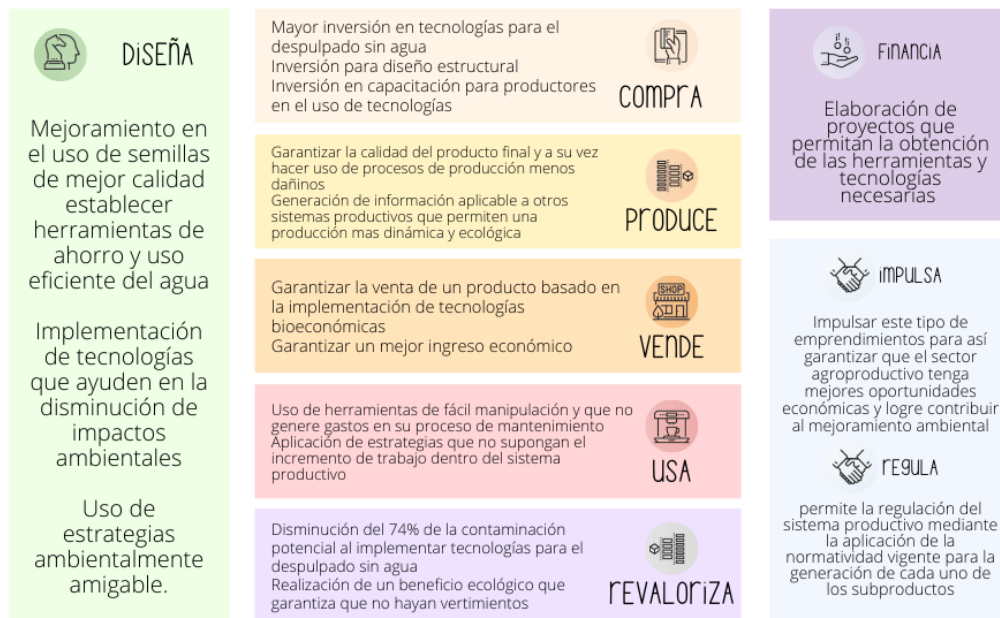 DISEÑA
Mejoramiento en
el uso de semillas
de mejor calidad
establecer
herramientas de
ahorro y uso
eficiente del agua
Implementación
de tecnologías
que ayuden en la
disminución de
impactos
ambientales
Uso de
estrategias
ambientalmente
amigable.
Mayor inversión en tecnologías para el
despulpado sin agua
Inversión para diseño estructural
Inversión en capacitación para productores
en el uso de tecnologías
COMPRA
Garantizar la calidad del producto final y a su vez
hacer uso de procesos de producción menos
dañinos
Generación de información aplicable a otros
sistemas productivos que permiten una
producción mas dinámica y ecológica
PRODUCE
Garantizar la venta de un producto basado en
la implementación de tecnologías
bioeconómicas
Garantizar un mejor ingreso económico
SHOP
VENDE
Uso de herramientas de fácil manipulación y que no
genere gastos en su proceso de mantenimiento
Aplicación de estrategias que no supongan el
incremento de trabajo dentro del sistema
productivo
USA
Disminución del 74% de la contaminación
potencial al implementar tecnologías para el
despulpado sin agua
Realización de un beneficio ecológico que
garantiza que no hayan vertimientos
REVALORIZA
FINANCIA
Elaboración de
proyectos que
permitan la obtención
de las herramientas y
tecnologías
necesarias
IMPULSA
Impulsar este tipo de
emprendimientos para así
garantizar que el sector
agroproductivo tenga
mejores oportunidades
económicas y logre contribuir
al mejoramiento ambiental
REGULA
permite la regulación del
sistema productivo mediante
la aplicación de la
normatividad vigente para la
generación de cada uno de
los subproductos